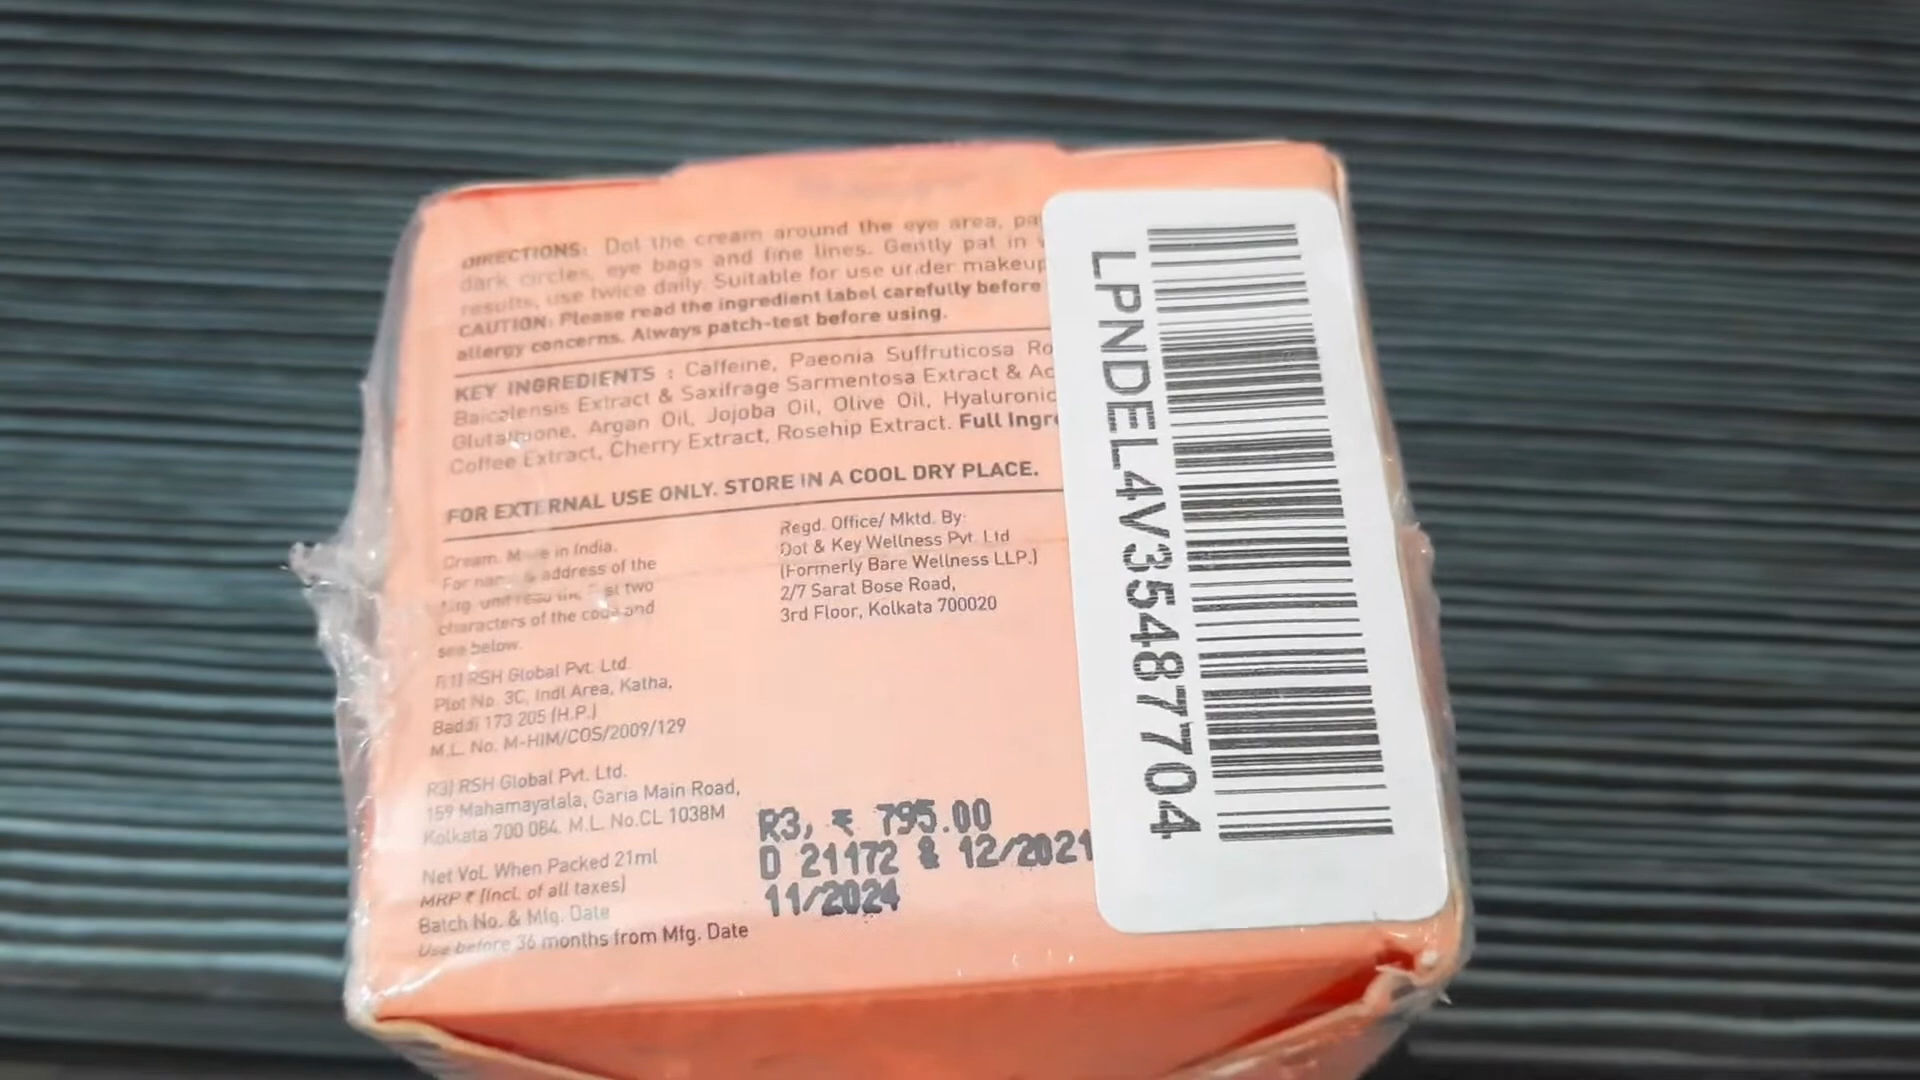 DIRECTIONS: Dot the cream around the eye area, pa
dark circles, eye bags and fine lines. Gently pat in
results, use twice daily. Suitable for use under makeup
CAUTION: Please read the ingredient label carefully before
allergy concerns. Always patch-test before using.
KEY INGREDIENTS : Caffeine, Paeonia Suffruticosa Ro
Baicalensis Extract & Saxifrage Sarmentosa Extract & Ac
Glutathione, Argan Oil, Jojoba Oil, Olive Oil, Hyaluronic
Coffee Extract, Cherry Extract, Rosehip Extract. Full Ingre
FOR EXTERNAL USE ONLY. STORE IN A COOL DRY PLACE.
Cream. Made in India.
For name & address of the
two
characters of the code and
see below.
R1) RSH Global Pvt. Ltd.
Plot No. 3C, Indl Area, Katha,
Baddi 173 205 (H.P.)
M.L. No. M-HIM/COS/2009/129
R3) RSH Global Pvt. Ltd.
159 Mahamayatala, Garia Main Road,
Kolkata 700 084. M.L. No.CL 1038M
Net Vol. When Packed 21ml
MRP ₹ (Incl. of all taxes)
Batch No. & Mfg. Date
Use before 36 months from Mfg. Date
Regd. Office/ Mktd. By:
Dot & Key Wellness Pvt. Ltd
(Formerly Bare Wellness LLP.)
2/7 Sarat Bose Road,
3rd Floor, Kolkata 700020
R3, ₹ 795.00
D 21172 & 12/2021
11/2024
LPNDEL4V35487704